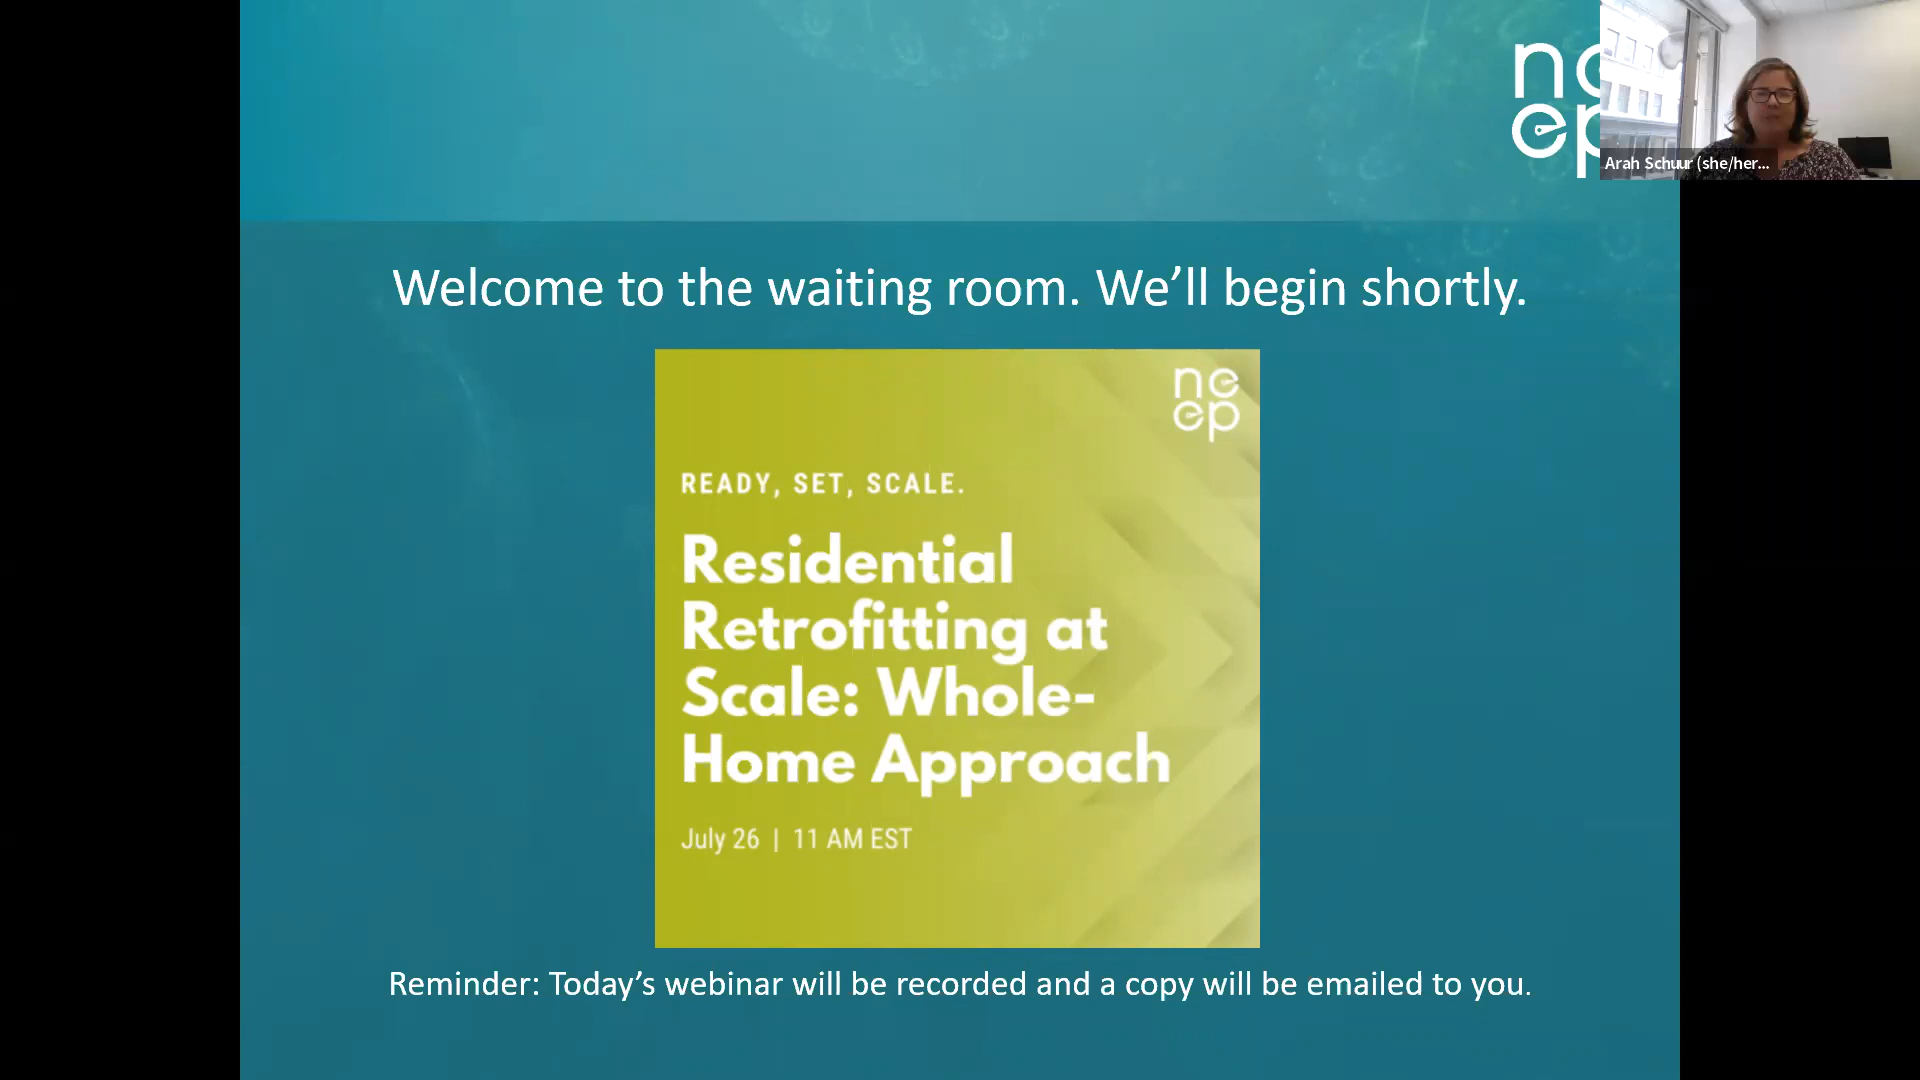 ne
ep
Arah Schuur (she/her...
Welcome to the waiting room. We’ll begin shortly.
ne
ep
READY, SET, SCALE.
Residential
Retrofitting at
Scale: Whole-
Home Approach
July 26 | 11 AM EST
Reminder: Today’s webinar will be recorded and a copy will be emailed to you.